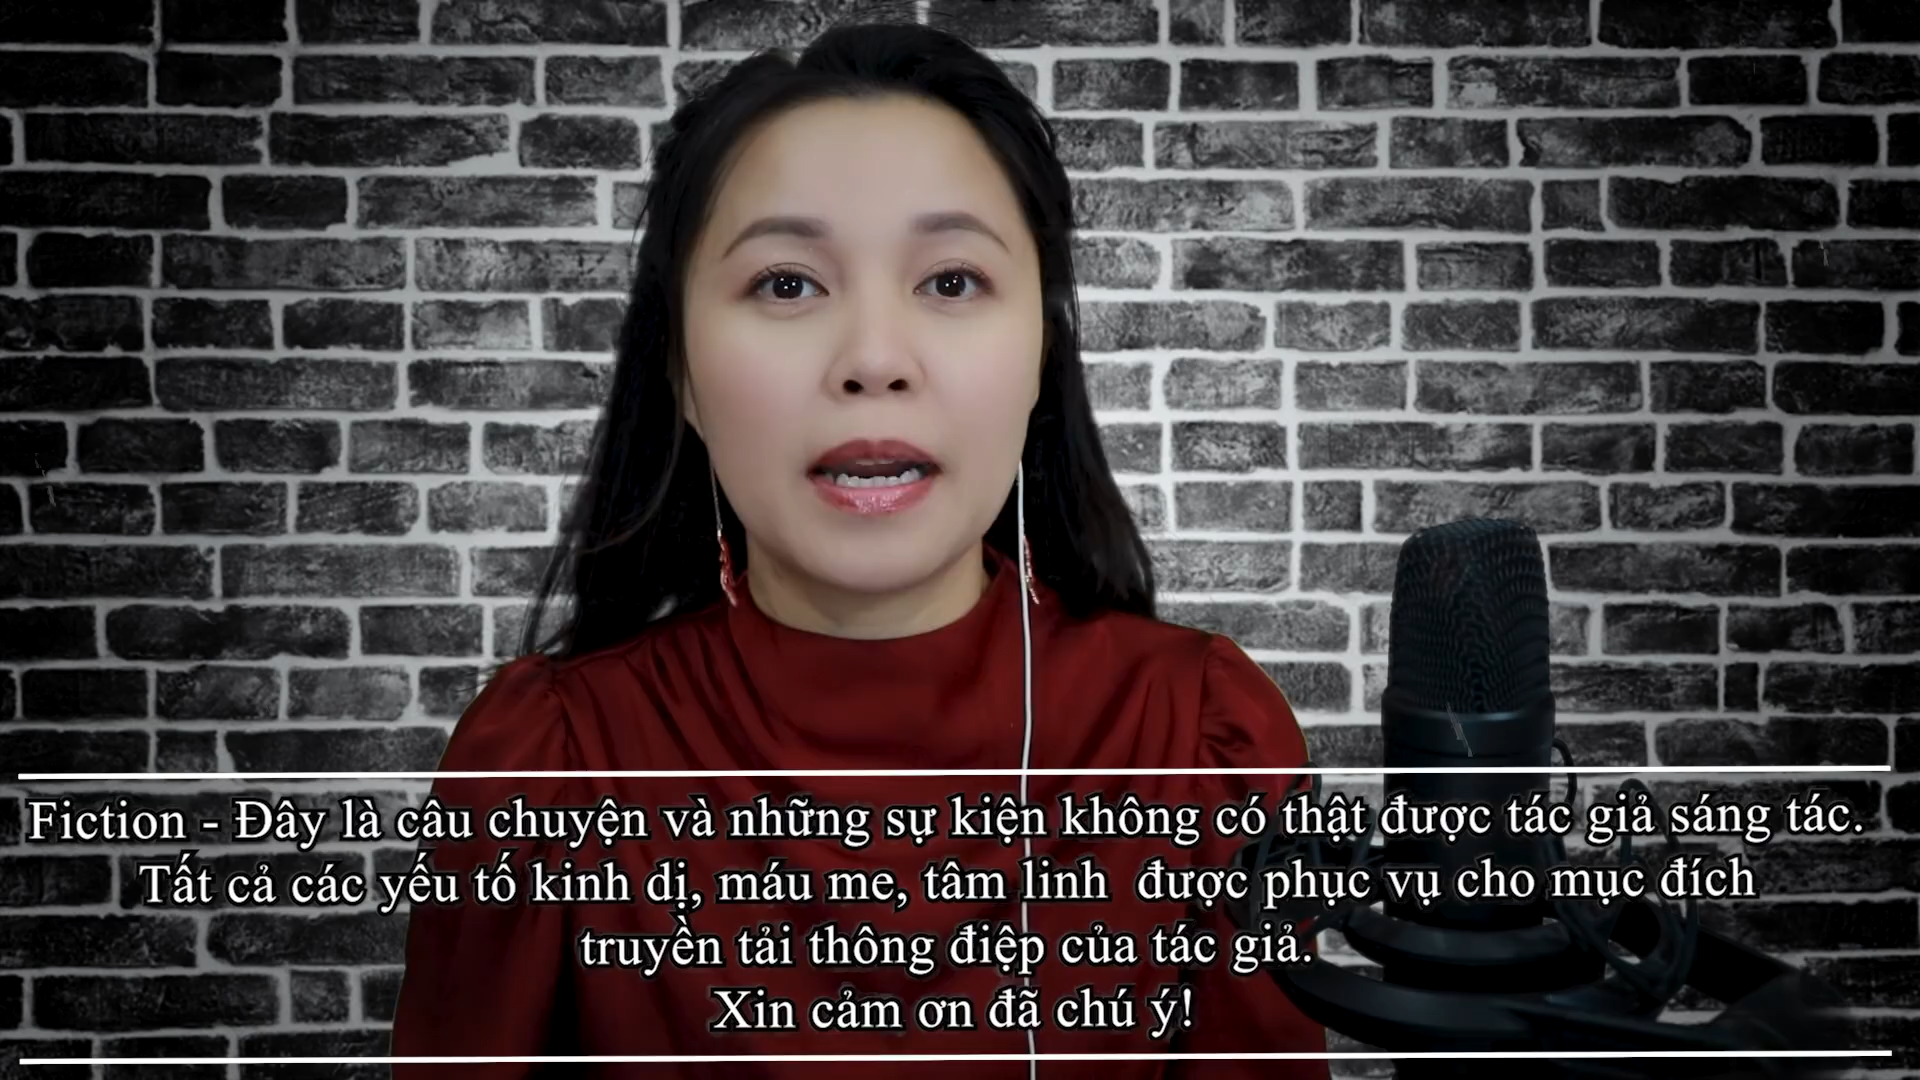 Fiction - Đây là câu chuyện và những sự kiện không có thật được tác giả sáng tác.
Tất cả các yếu tố kinh dị, máu me, tâm linh được phục vụ cho mục đích
truyền tải thông điệp của tác giả.
Xin cảm ơn đã chú ý!